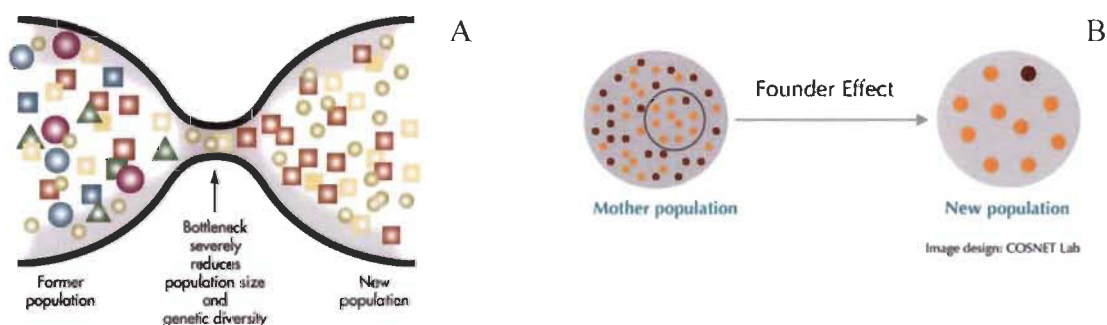 A
B
Founder Effect
Mother population
New population
Image design: COSNET Lab
Former
population
Bottleneck
severely
reduces
population size
and
genetic diversity
New
population